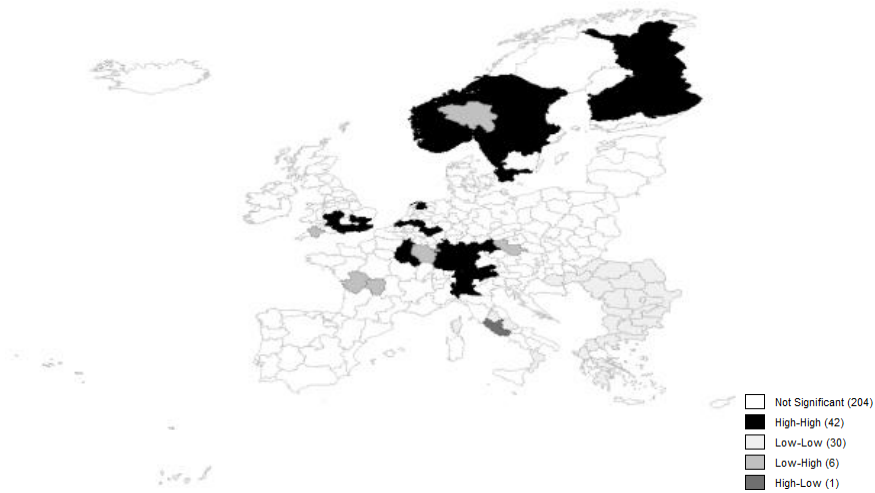 Not Significant (204)
High-High (42)
Low-Low (30)
Low-High (6)
High-Low (1)